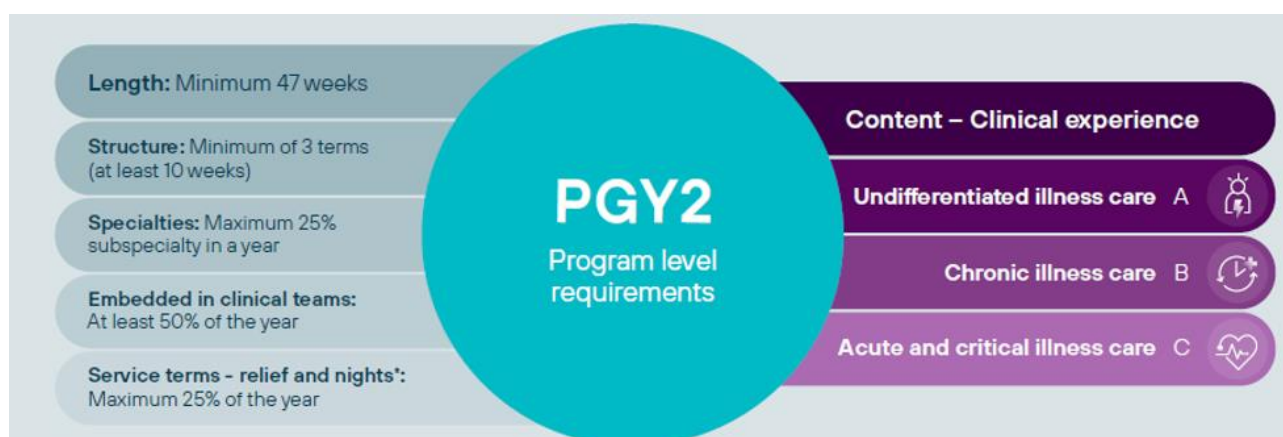 Length: Minimum 47 weeks
Structure: Minimum of 3 terms
(at least 10 weeks)
Specialties: Maximum 25%
subspecialty in a year
Embedded in clinical teams:
At least 50% of the year
Service terms - relief and nights*:
Maximum 25% of the year
PGY2
Program level
requirements
Content – Clinical experience
Undifferentiated illness care A
Chronic illness care B
Acute and critical illness care C